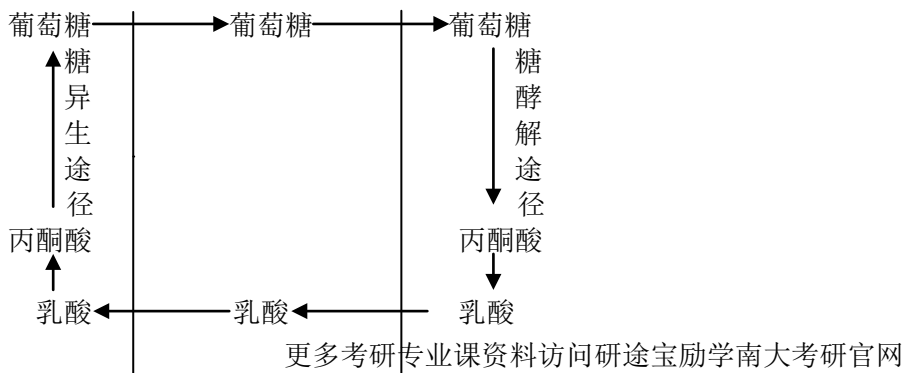 葡萄糖 葡萄糖 葡萄糖
糖异生途径
糖酵解途径
丙酮酸 丙酮酸
乳酸 乳酸 乳酸
更多考研专业课资料访问研途宝励学南大考研官网